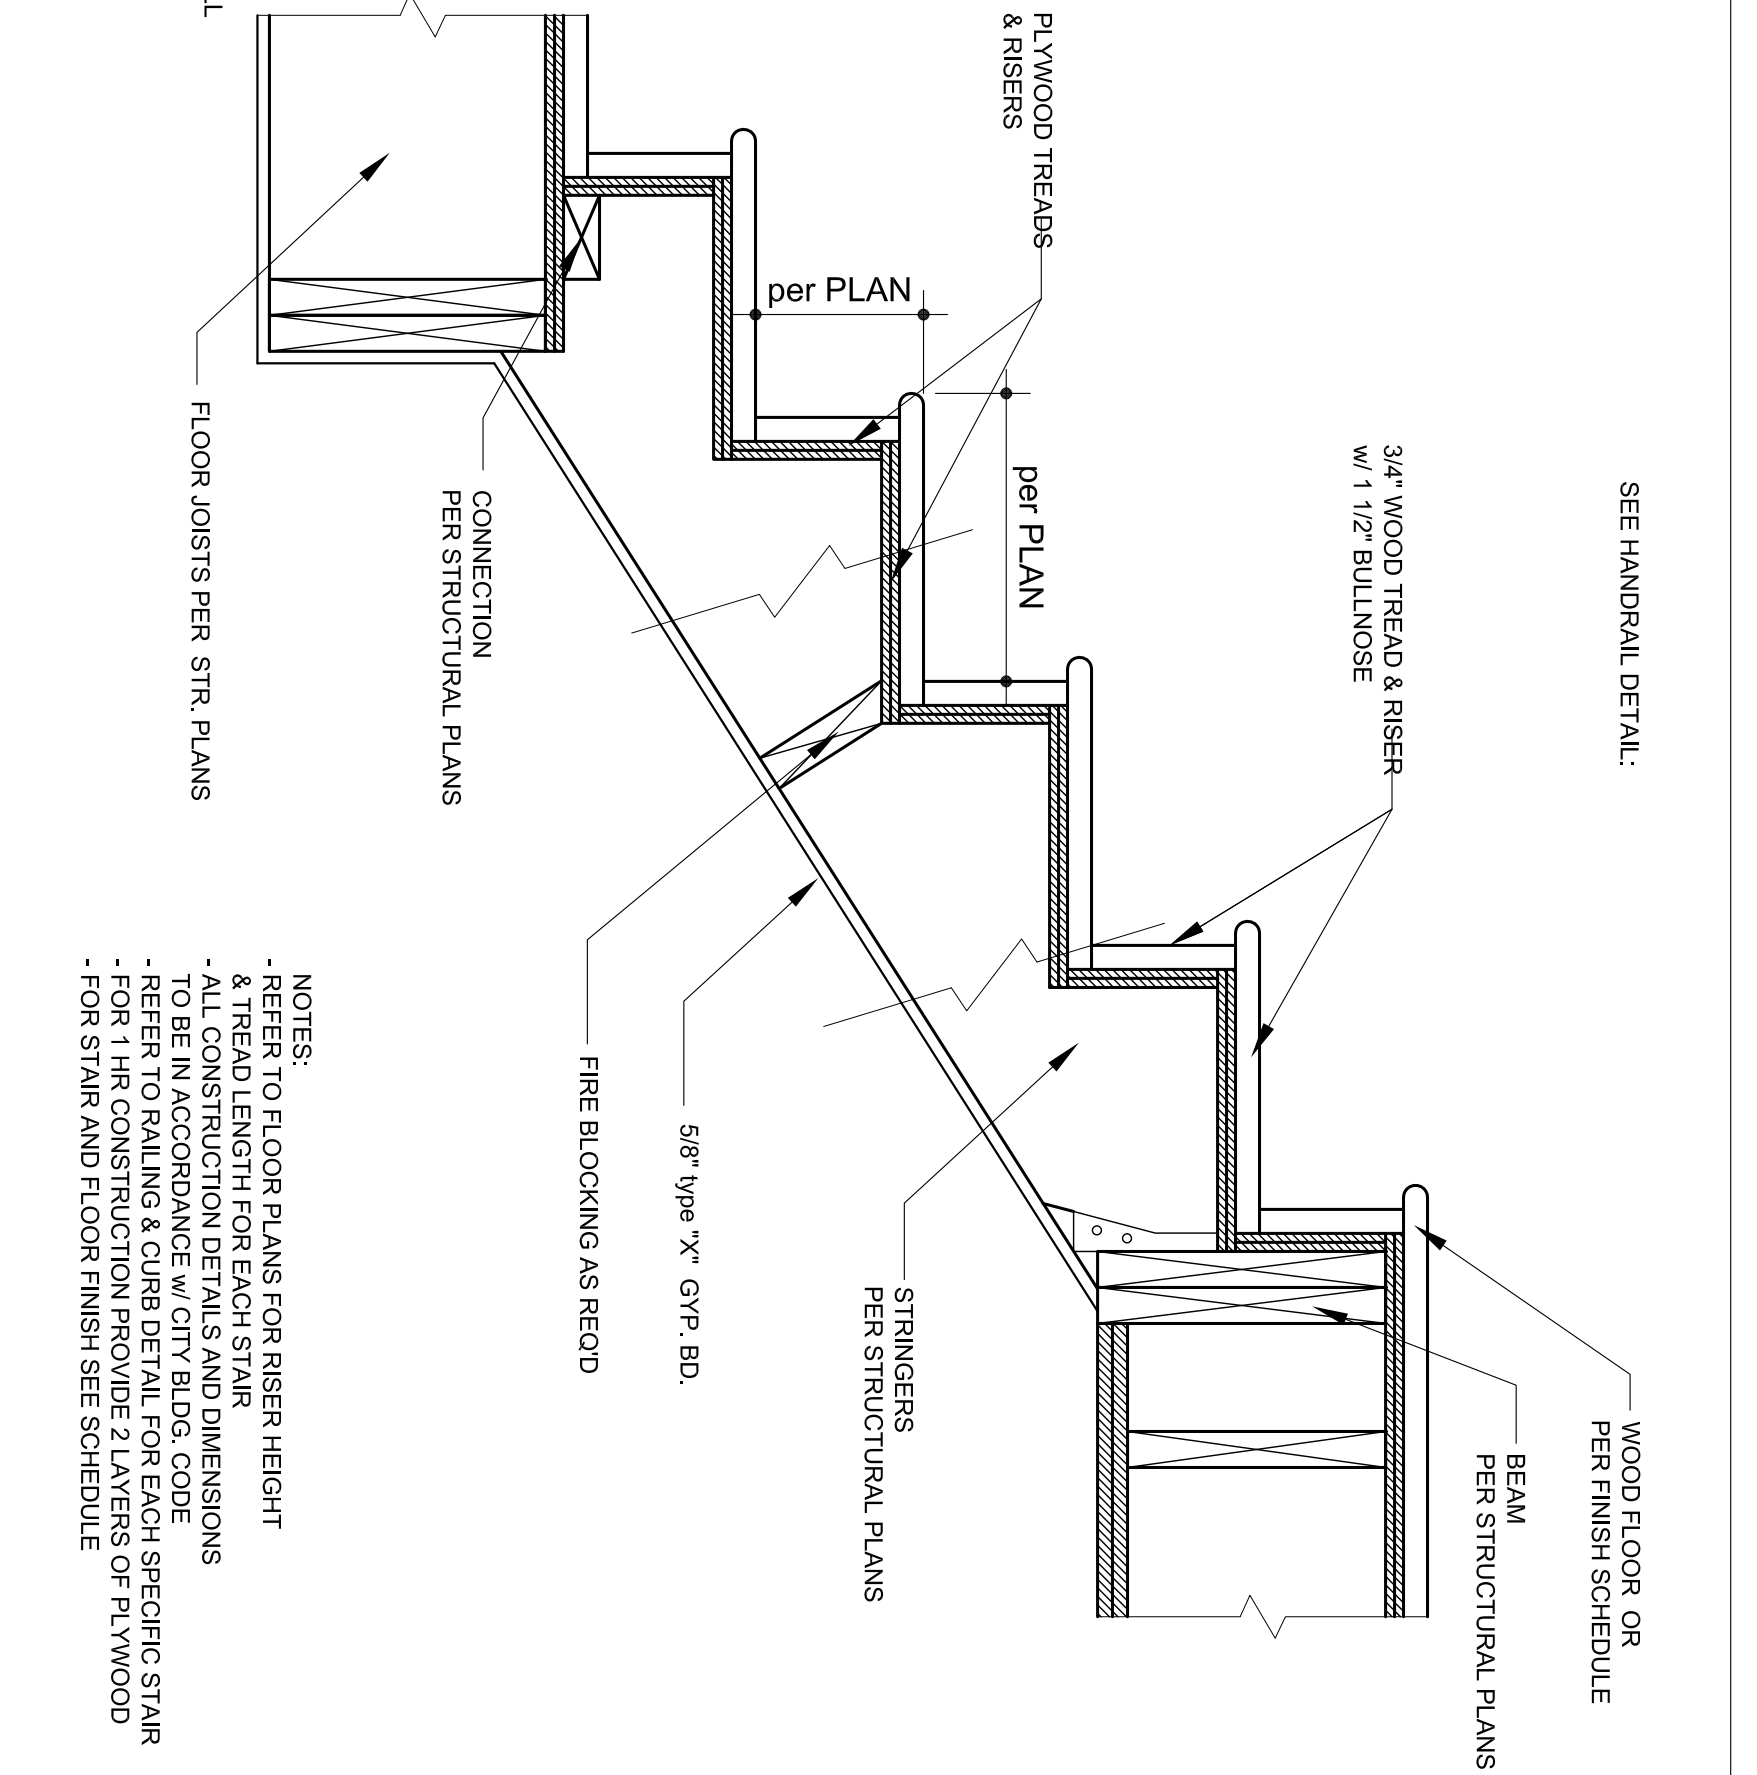 SEE HANDRAIL DETAIL:
WOOD FLOOR OR
PER FINISH SCHEDULE
BEAM
PER STRUCTURAL PLANS
3/4" WOOD TREAD & RISER
w/ 1 1/2" BULLNOSE
PLYWOOD TREADS
& RISERS
per PLAN
per PLAN
STRINGERS
PER STRUCTURAL PLANS
5/8" type "X" GYP. BD.
FIRE BLOCKING AS REQ'D
CONNECTION
PER STRUCTURAL PLANS
FLOOR JOISTS PER STR. PLANS
NOTES:
- REFER TO FLOOR PLANS FOR RISER HEIGHT
& TREAD LENGTH FOR EACH STAIR
- ALL CONSTRUCTION DETAILS AND DIMENSIONS
TO BE IN ACCORDANCE w/ CITY BLDG. CODE
- REFER TO RAILING & CURB DETAIL FOR EACH SPECIFIC STAIR
- FOR 1 HR CONSTRUCTION PROVIDE 2 LAYERS OF PLYWOOD
- FOR STAIR AND FLOOR FINISH SEE SCHEDULE